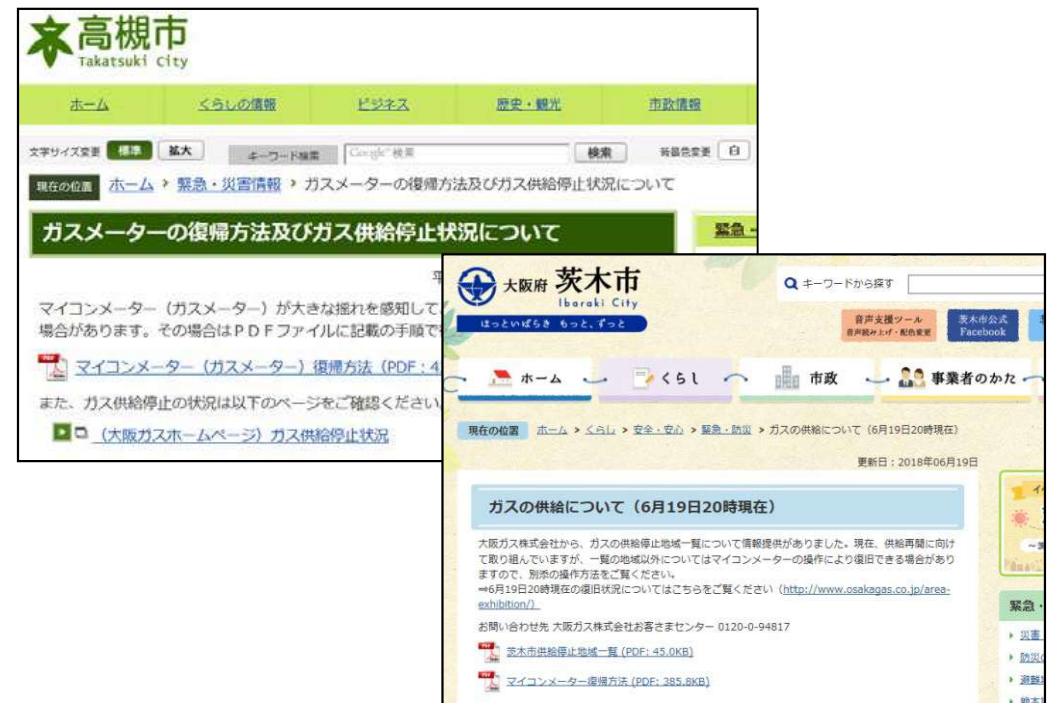 高槻市
Takatsuki City
ホーム くらしの情報 ビジネス 歴史・観光 市政情報
文字サイズ変更 標準 拡大 キーワード検索 Google 検索 検索 背景色変更 白
現在の位置 ホーム > 緊急・災害情報 > ガスメーターの復帰方法及びガス供給停止状況について
ガスメーターの復帰方法及びガス供給停止状況について
緊急
マイコンメーター（ガスメーター）が大きな揺れを感知して
場合があります。その場合はＰＤＦファイルに記載の手順で
マイコンメーター（ガスメーター）復帰方法（PDF：4
また、ガス供給停止の状況は以下のページをご確認ください
（大阪ガスホームページ）ガス供給停止状況
大阪府 茨木市
Ibaraki City
ほっといばらき もっと、ずっと
キーワードから探す
音声支援ツール
音声読み上げ・配色変更
茨木市公式
Facebook
ホーム くらし 市政 事業者のかた
現在の位置 ホーム > くらし > 安全・安心 > 緊急・防災 > ガスの供給について（6月19日20時現在）
更新日：2018年06月19日
ガスの供給について（6月19日20時現在）
大阪ガス株式会社から、ガスの供給停止地域一覧について情報提供がありました。現在、供給再開に向け
て取り組んでいますが、一覧の地域以外についてはマイコンメーターの操作により復旧できる場合があり
ますので、別添の操作方法をご覧ください。
⇒6月19日20時現在の復旧状況についてはこちらをご覧ください（http://www.osakagas.co.jp/area-
exhibition/）
お問い合わせ先 大阪ガス株式会社お客さまセンター 0120-0-94817
茨木市供給停止地域一覧 (PDF: 45.0KB)
マイコンメーター復帰方法 (PDF: 385.8KB)
緊急・
災害
防災の